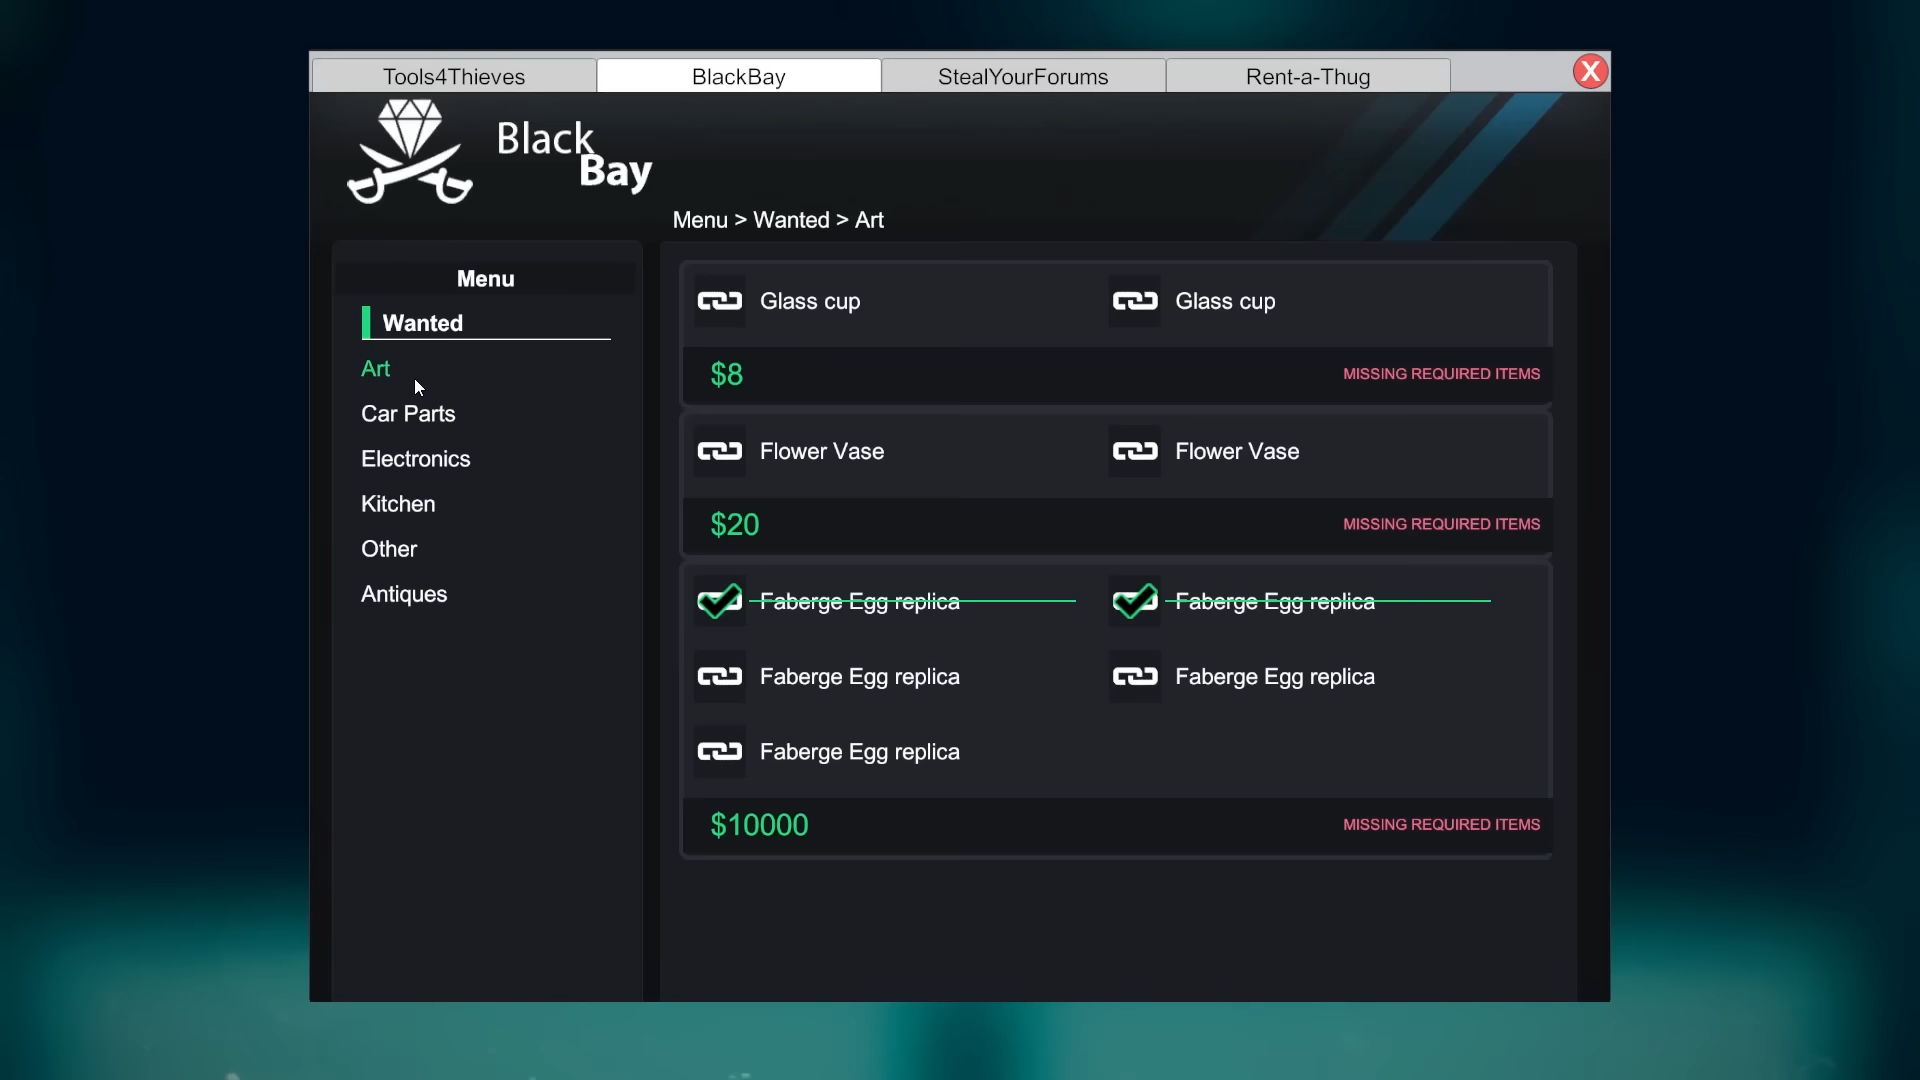 Tools4Thieves BlackBay StealYourForums Rent-a-Thug X
Black
Bay
Menu > Wanted > Art
Menu
Wanted
Art
Car Parts
Electronics
Kitchen
Other
Antiques
Glass cup Glass cup
$8 MISSING REQUIRED ITEMS
Flower Vase Flower Vase
$20 MISSING REQUIRED ITEMS
Faberge Egg replica Faberge Egg replica
Faberge Egg replica Faberge Egg replica
Faberge Egg replica
$10000 MISSING REQUIRED ITEMS